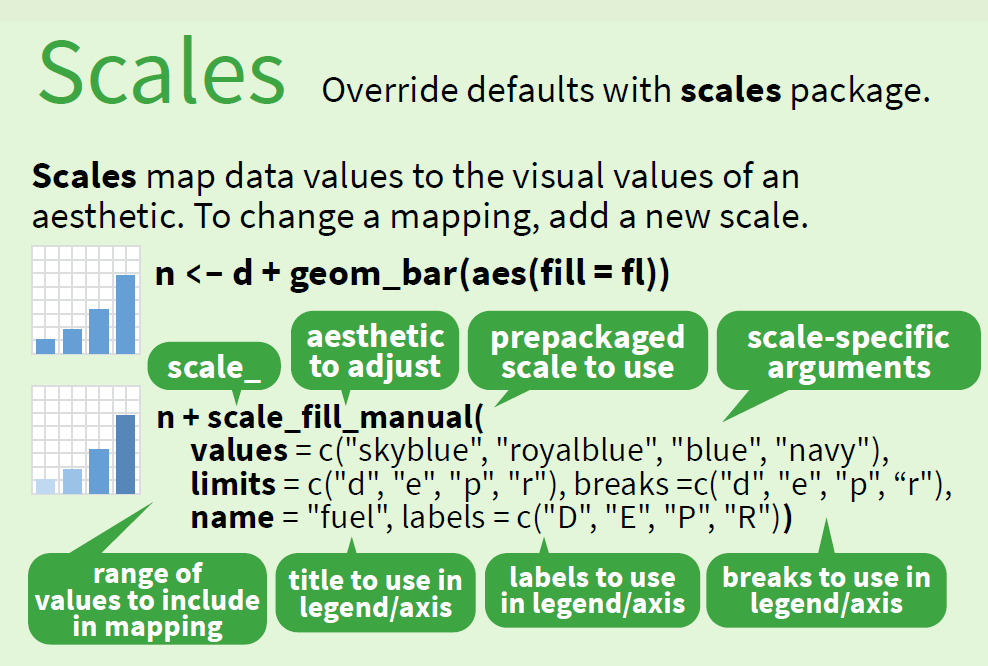 Scales Override defaults with scales package.
Scales map data values to the visual values of an
aesthetic. To change a mapping, add a new scale.
n <– d + geom_bar(aes(fill = fl))
scale_
aesthetic
to adjust
prepackaged
scale to use
scale-specific
arguments
n + scale_fill_manual(
values = c("skyblue", "royalblue", "blue", "navy"),
limits = c("d", "e", "p", "r"), breaks =c("d", "e", "p", “r"),
name = "fuel", labels = c("D", "E", "P", "R"))
range of
values to include
in mapping
title to use in
legend/axis
labels to use
in legend/axis
breaks to use in
legend/axis